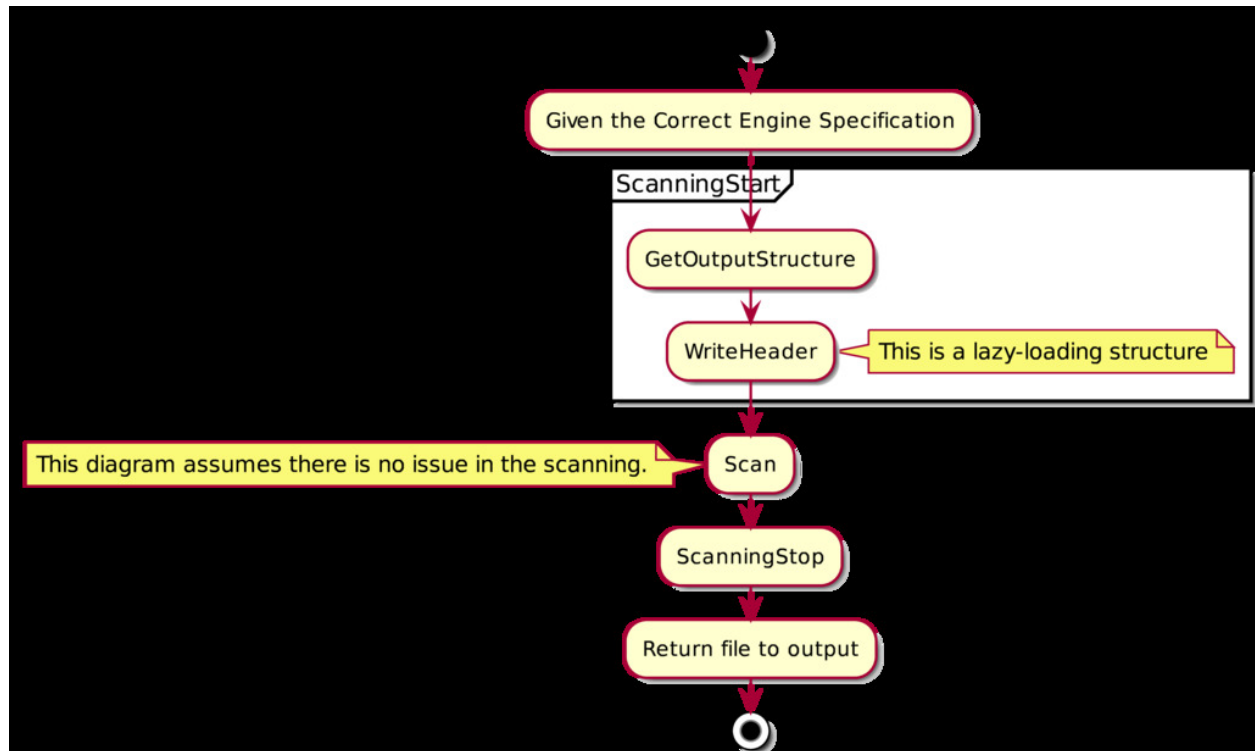 Given the Correct Engine Specification
ScanningStart
GetOutputStructure
WriteHeader
This is a lazy-loading structure
This diagram assumes there is no issue in the scanning.
Scan
ScanningStop
Return file to output